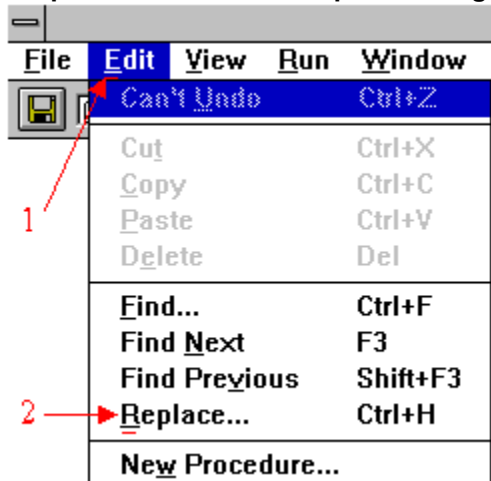 File Edit View Run Window
Can't Undo Ctrl+Z
Cut Ctrl+X
Copy Ctrl+C
1
Paste Ctrl+V
Delete Del
Find... Ctrl+F
Find Next F3
Find Previous Shift+F3
2 Replace... Ctrl+H
New Procedure...